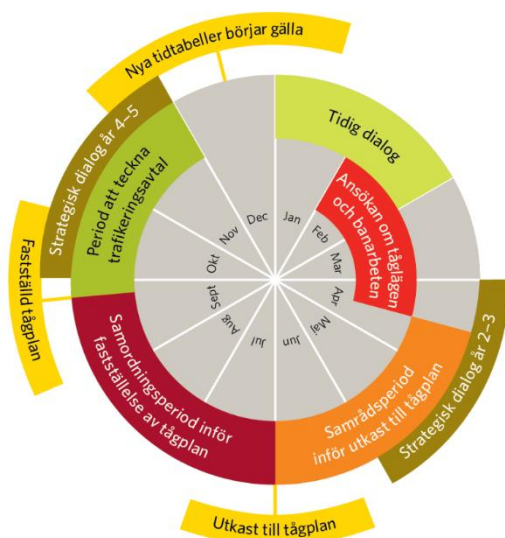 Nya tidtabeller börjar gälla
Strategisk dialog år 4–5
Period att teckna
trafikeringsavtal
Tidig dialog
Ansökan om tåglägen
och banarbeten
Jan
Feb
Mar
Apr
Maj
Jun
Jul
Aug
Sept
Okt
Nov
Dec
Fastställd tågplan
Samordningsperiod inför
fastställelse av tågplan
Samrådsperiod
inför utkast till tågplan
Strategisk dialog år 2–3
Utkast till tågplan